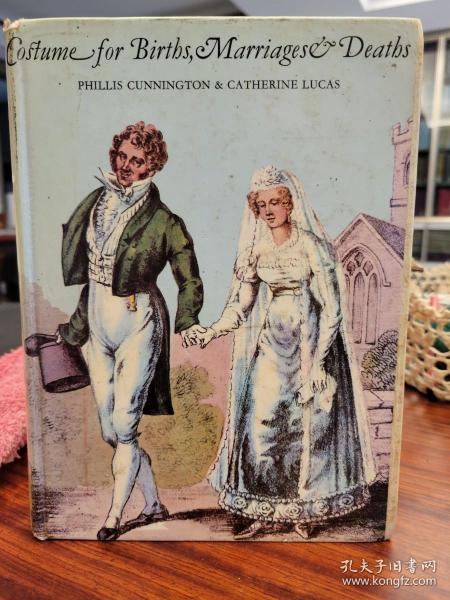 Costume for Births, Marriages & Deaths
PHILLIS CUNNINGTON & CATHERINE LUCAS
孔夫子旧书网
www.kongfz.com